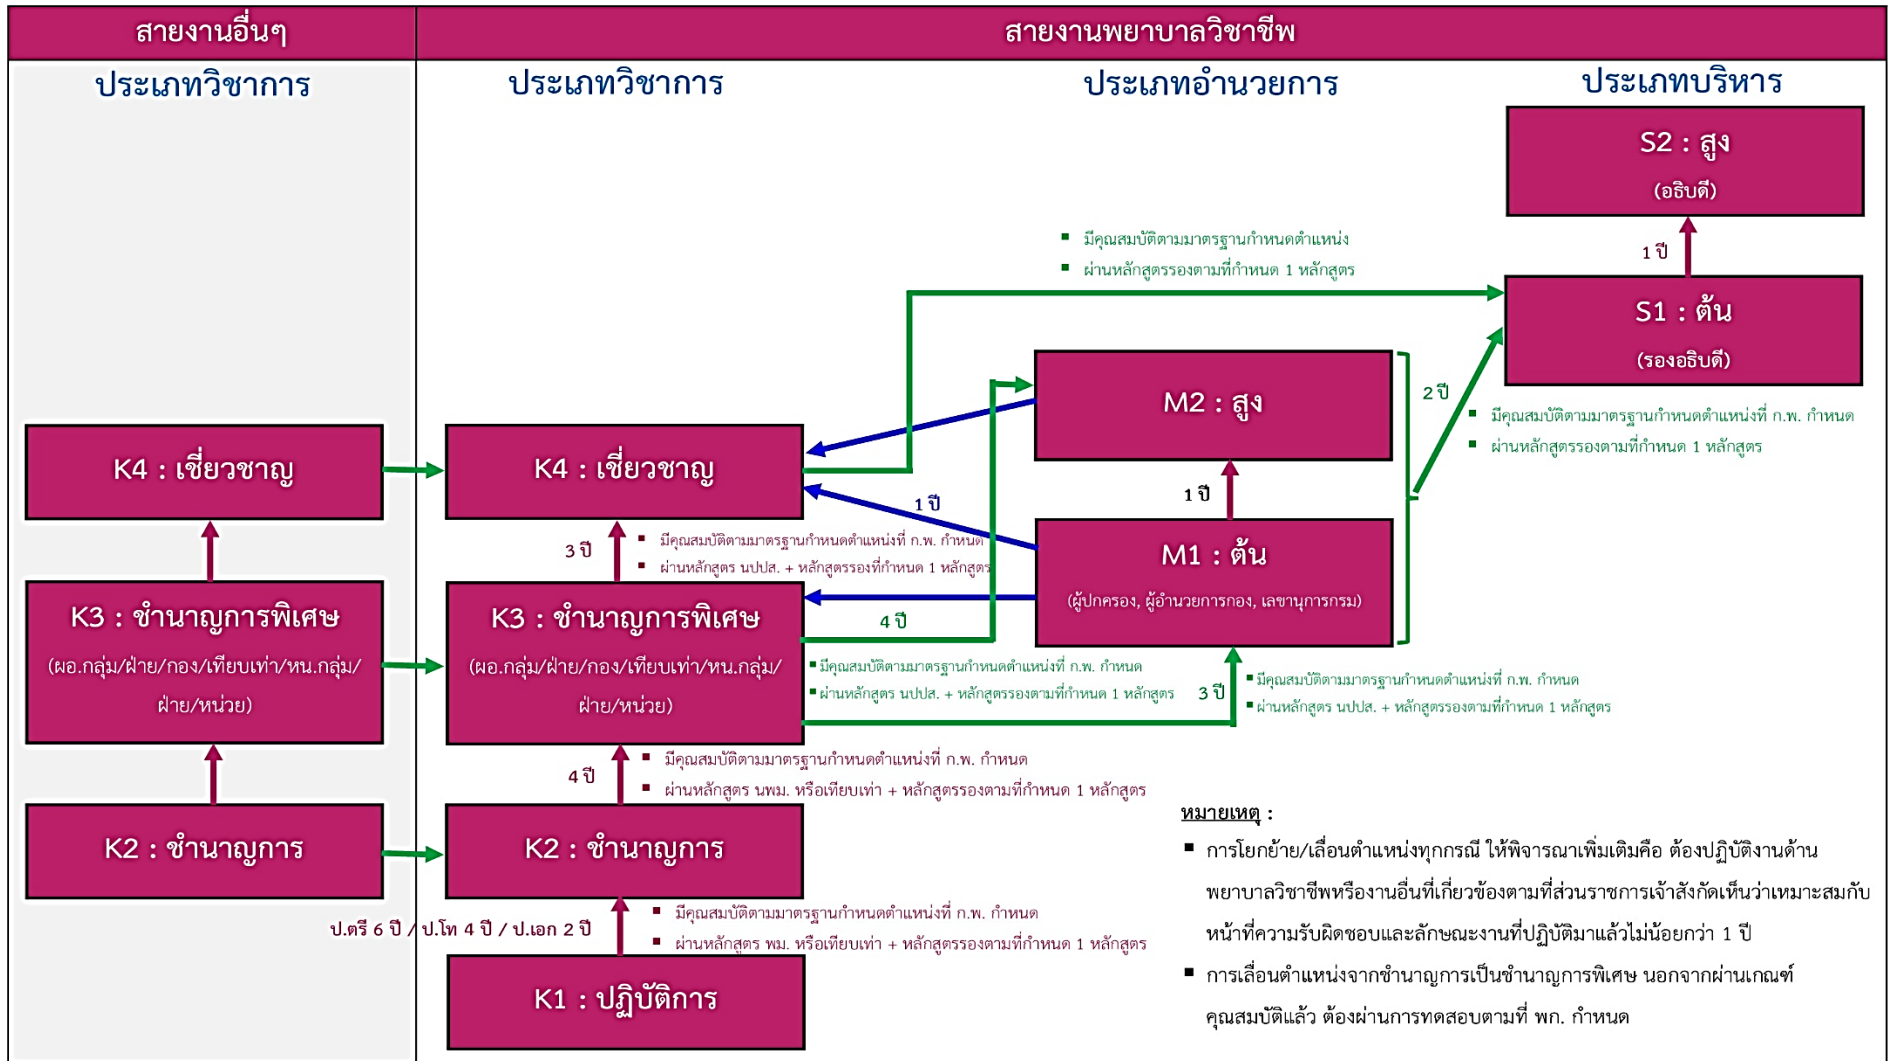 สายงานอื่นๆ
สายงานพยาบาลวิชาชีพ
ประเภทวิชาการ
ประเภทวิชาการ
ประเภทอำนวยการ
ประเภทบริหาร
S2 : สูง
(อธิบดี)
1 ปี
■ มีคุณสมบัติตามมาตรฐานกำหนดตำแหน่ง
■ ผ่านหลักสูตรรองตามที่กำหนด 1 หลักสูตร
S1 : ต้น
(รองอธิบดี)
M2 : สูง
2 ปี
■ มีคุณสมบัติตามมาตรฐานกำหนดตำแหน่งที่ ก.พ. กำหนด
■ ผ่านหลักสูตรรองตามที่กำหนด 1 หลักสูตร
K4 : เชี่ยวชาญ
K4 : เชี่ยวชาญ
1 ปี
1 ปี
3 ปี
■ มีคุณสมบัติตามมาตรฐานกำหนดตำแหน่งที่ ก.พ. กำหนด
■ ผ่านหลักสูตร นปปส. + หลักสูตรรองที่กำหนด 1 หลักสูตร
M1 : ต้น
(ผู้ปกครอง, ผู้อำนวยการกอง, เลขานุการกรม)
K3 : ชำนาญการพิเศษ
(ผอ.กลุ่ม/ฝ่าย/กอง/เทียบเท่า/หน.กลุ่ม/
ฝ่าย/หน่วย)
K3 : ชำนาญการพิเศษ
(ผอ.กลุ่ม/ฝ่าย/กอง/เทียบเท่า/หน.กลุ่ม/
ฝ่าย/หน่วย)
4 ปี
■ มีคุณสมบัติตามมาตรฐานกำหนดตำแหน่งที่ ก.พ. กำหนด
■ ผ่านหลักสูตร นปปส. + หลักสูตรรองตามที่กำหนด 1 หลักสูตร
3 ปี
■ มีคุณสมบัติตามมาตรฐานกำหนดตำแหน่งที่ ก.พ. กำหนด
■ ผ่านหลักสูตร นปปส. + หลักสูตรรองตามที่กำหนด 1 หลักสูตร
4 ปี
■ มีคุณสมบัติตามมาตรฐานกำหนดตำแหน่งที่ ก.พ. กำหนด
■ ผ่านหลักสูตร นพม. หรือเทียบเท่า + หลักสูตรรองตามที่กำหนด 1 หลักสูตร
K2 : ชำนาญการ
K2 : ชำนาญการ
ป.ตรี 6 ปี / ป.โท 4 ปี / ป.เอก 2 ปี
■ มีคุณสมบัติตามมาตรฐานกำหนดตำแหน่งที่ ก.พ. กำหนด
■ ผ่านหลักสูตร พม. หรือเทียบเท่า + หลักสูตรรองตามที่กำหนด 1 หลักสูตร
K1 : ปฏิบัติการ
หมายเหตุ :
■ การโยกย้าย/เลื่อนตำแหน่งทุกกรณี ให้พิจารณาเพิ่มเติมคือ ต้องปฏิบัติงานด้าน
พยาบาลวิชาชีพหรืองานอื่นที่เกี่ยวข้องตามที่ส่วนราชการเจ้าสังกัดเห็นว่าเหมาะสมกับ
หน้าที่ความรับผิดชอบและลักษณะงานที่ปฏิบัติมาแล้วไม่น้อยกว่า 1 ปี
■ การเลื่อนตำแหน่งจากชำนาญการเป็นชำนาญการพิเศษ นอกจากผ่านเกณฑ์
คุณสมบัติแล้ว ต้องผ่านการทดสอบตามที่ พก. กำหนด